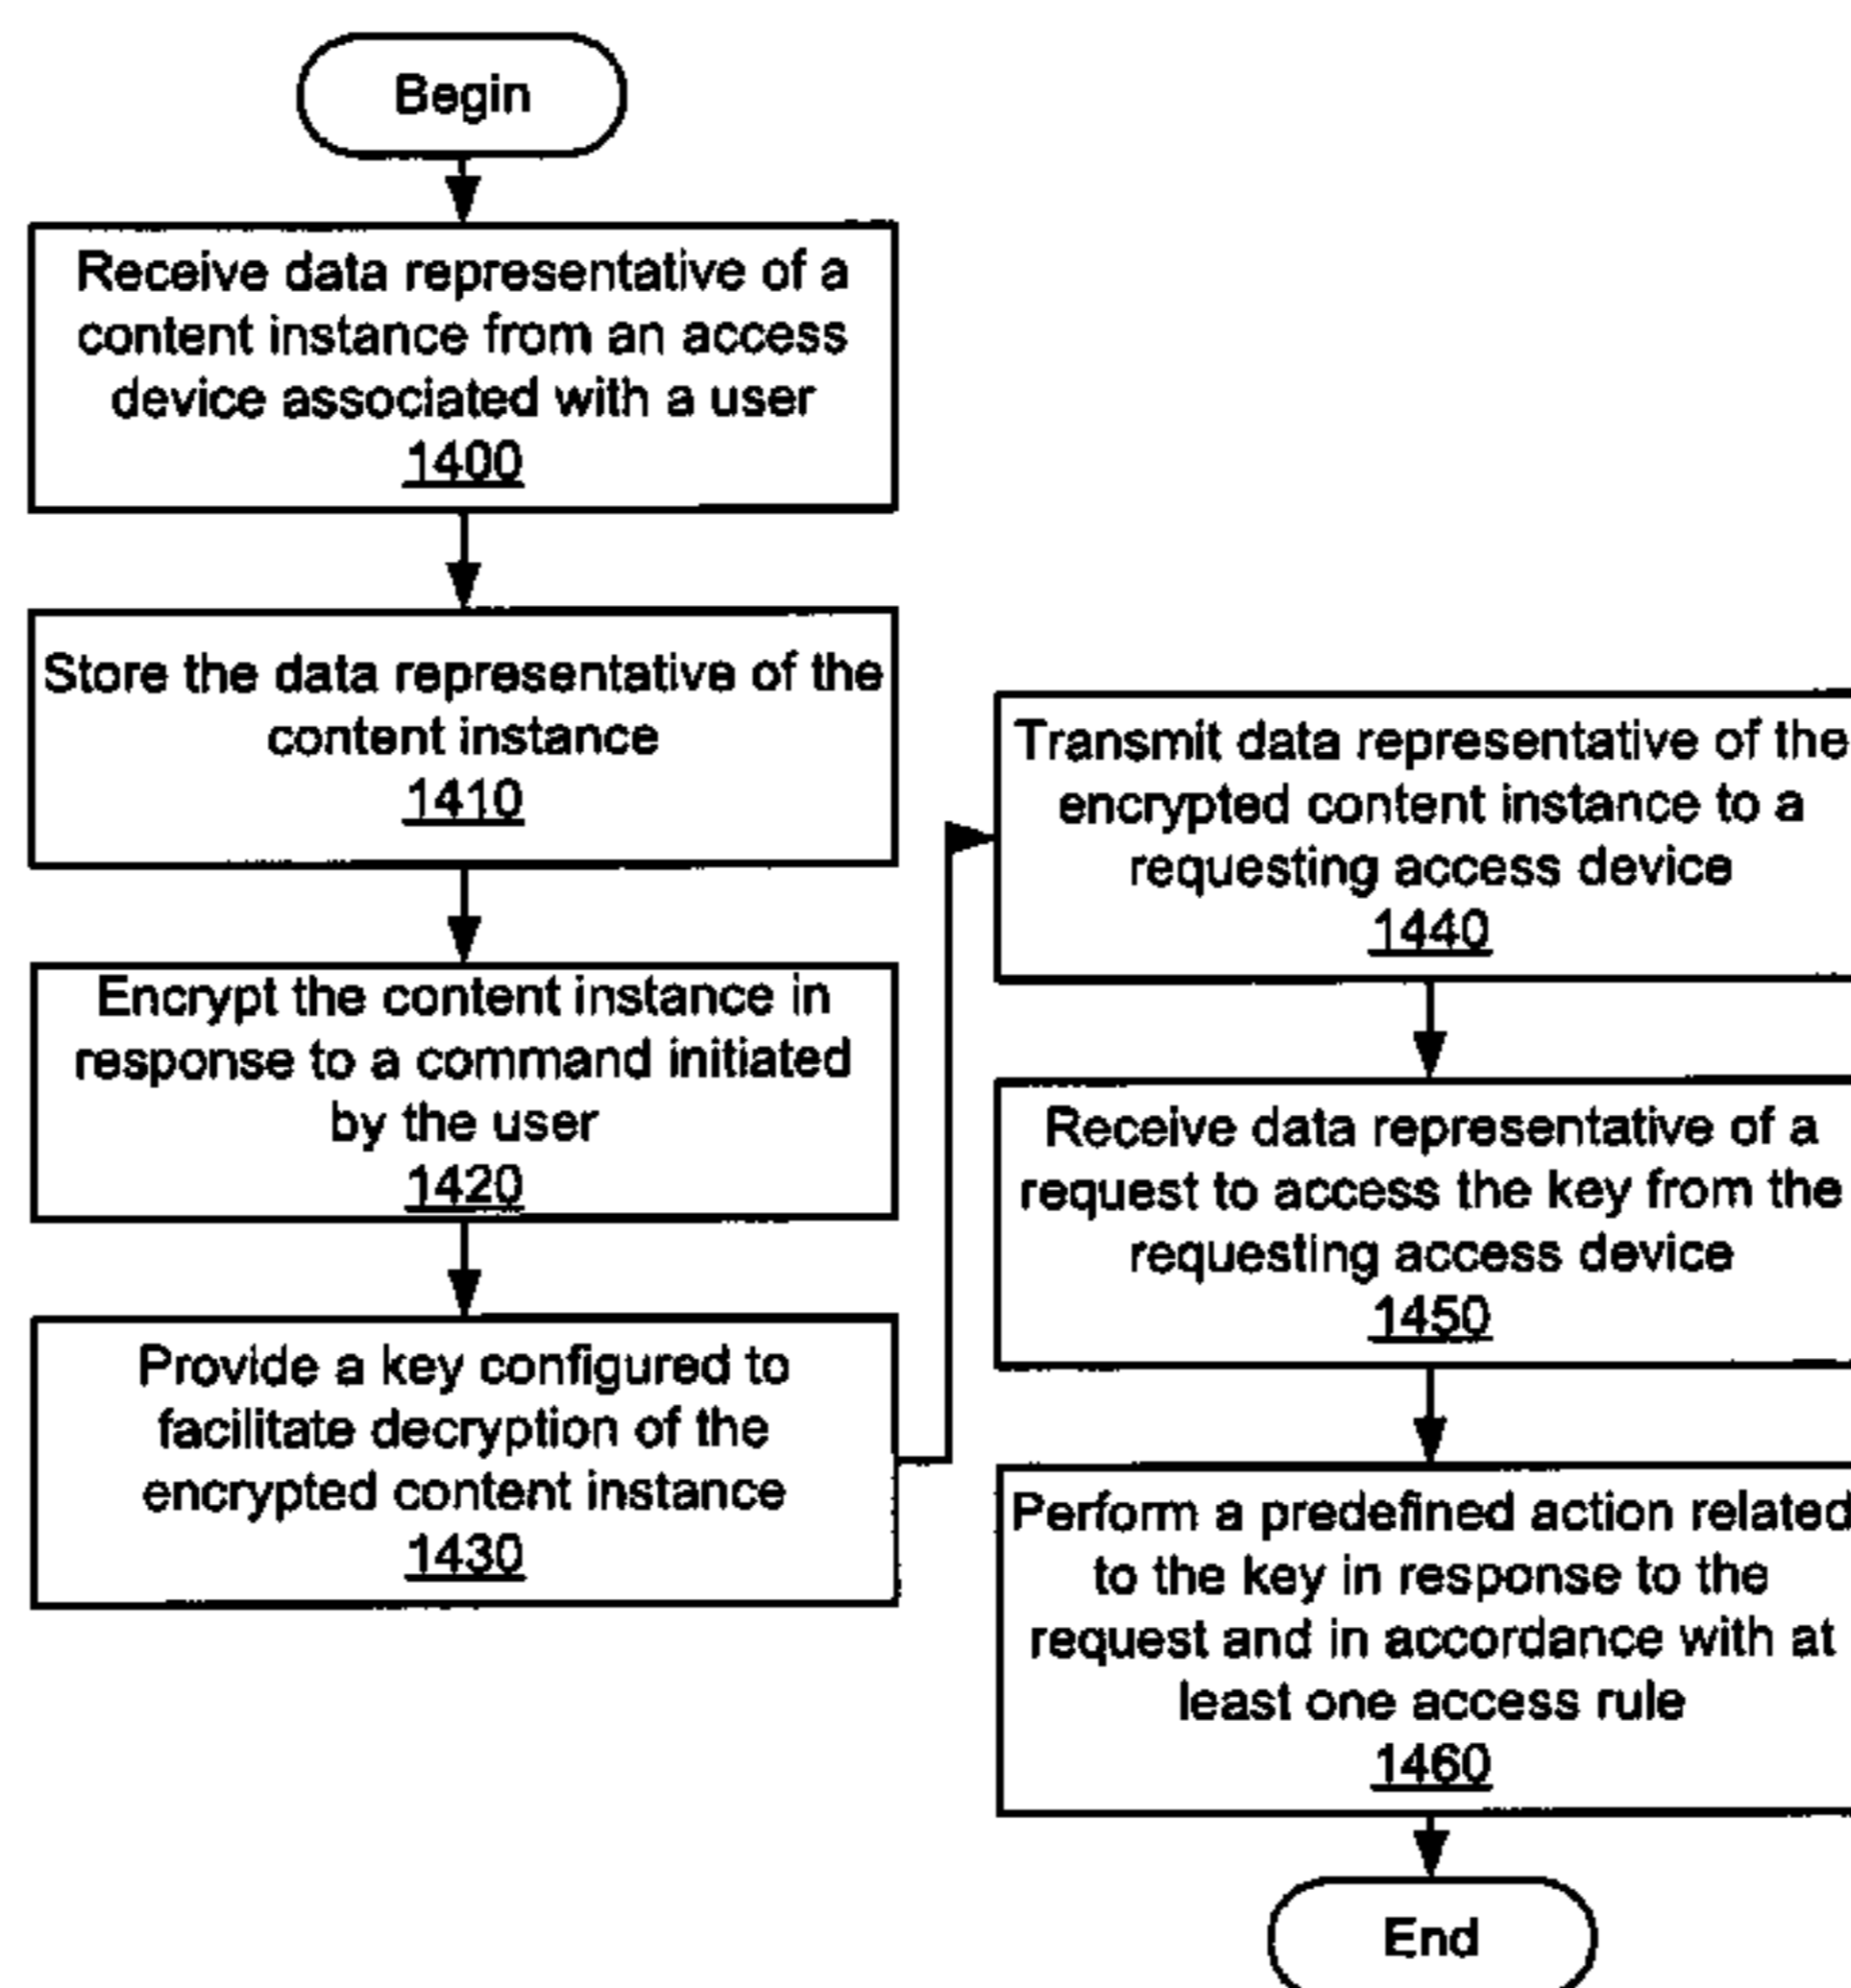 Begin
Receive data representative of a
content instance from an access
device associated with a user
1400
Store the data representative of the
content instance
1410
Encrypt the content instance in
response to a command initiated
by the user
1420
Provide a key configured to
facilitate decryption of the
encrypted content instance
1430
Transmit data representative of the
encrypted content instance to a
requesting access device
1440
Receive data representative of a
request to access the key from the
requesting access device
1450
Perform a predefined action related
to the key in response to the
request and in accordance with at
least one access rule
1460
End